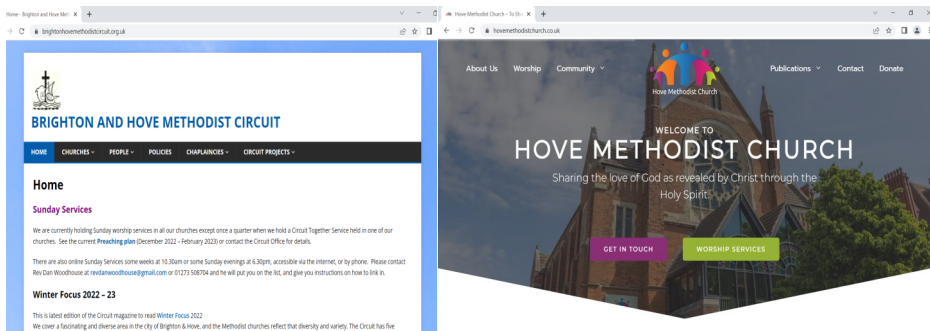 Home - Brighton and Hove Met
brightonhovemethodistcircuit.org.uk
BRIGHTON AND HOVE METHODIST CIRCUIT
HOME CHURCHES PEOPLE POLICIES CHAPLAINCIES CIRCUIT PROJECTS
Home
Sunday Services
We are currently holding Sunday worship services in all our churches except once a quarter when we hold a Circuit Together Service held in one of our
churches. See the current Preaching plan (December 2022 – February 2023) or contact the Circuit Office for details.
There are also online Sunday Services some weeks at 10.30am or some Sunday evenings at 6.30pm, accessible via the internet, or by phone. Please contact
Rev Dan Woodhouse at revdanwoodhouse@gmail.com or 01273 508704 and he will put you on the list, and give you instructions on how to link in.
Winter Focus 2022 – 23
This is latest edition of the Circuit magazine to read Winter Focus 2022
We cover a fascinating and diverse area in the city of Brighton & Hove, and the Methodist churches reflect that diversity and variety. The Circuit has five
Hove Methodist Church – To Sh
hovemethodistchurch.co.uk
About Us Worship Community Publications Contact Donate
Hove Methodist Church
WELCOME TO
HOVE METHODIST CHURCH
Sharing the love of God as revealed by Christ through the
Holy Spirit.
GET IN TOUCH WORSHIP SERVICES